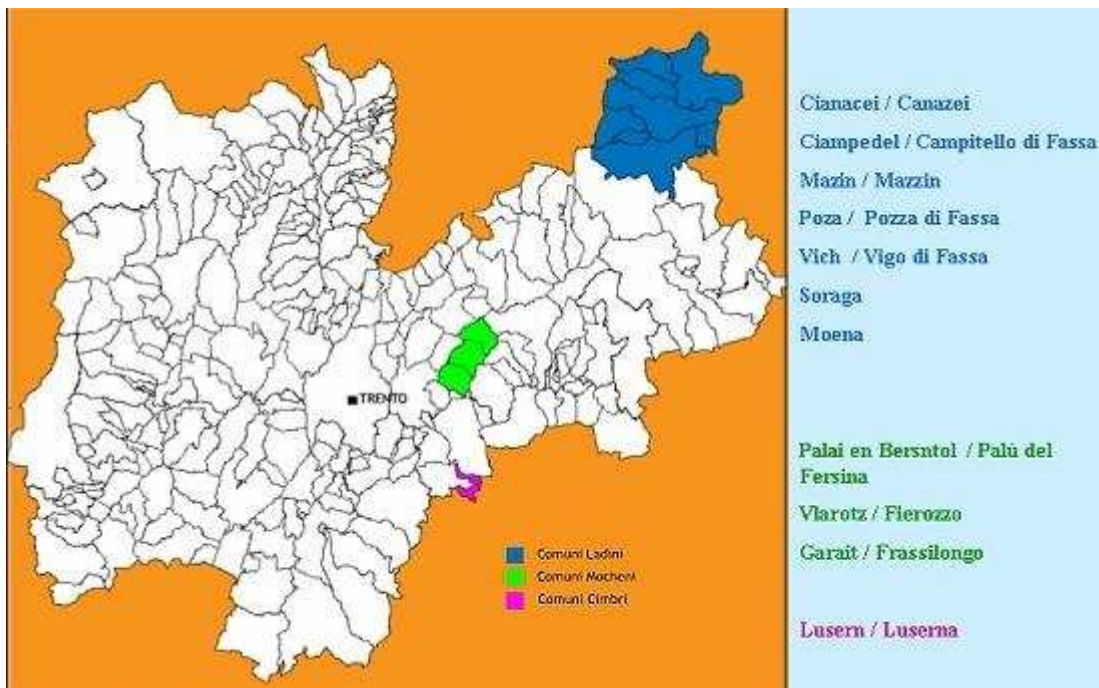 TRENTO
Comuni Ladini
Comuni Mocheni
Comuni Cimbri
Cianacei / Canazei
Ciampedel / Campitello di Fassa
Mazin / Mazzin
Poza / Pozza di Fassa
Vich / Vigo di Fassa
Soraga
Moena
Palai en Bersntol / Palù del
Fersina
Vlarotz / Fierozzo
Garait / Frassilongo
Lusern / Luserna